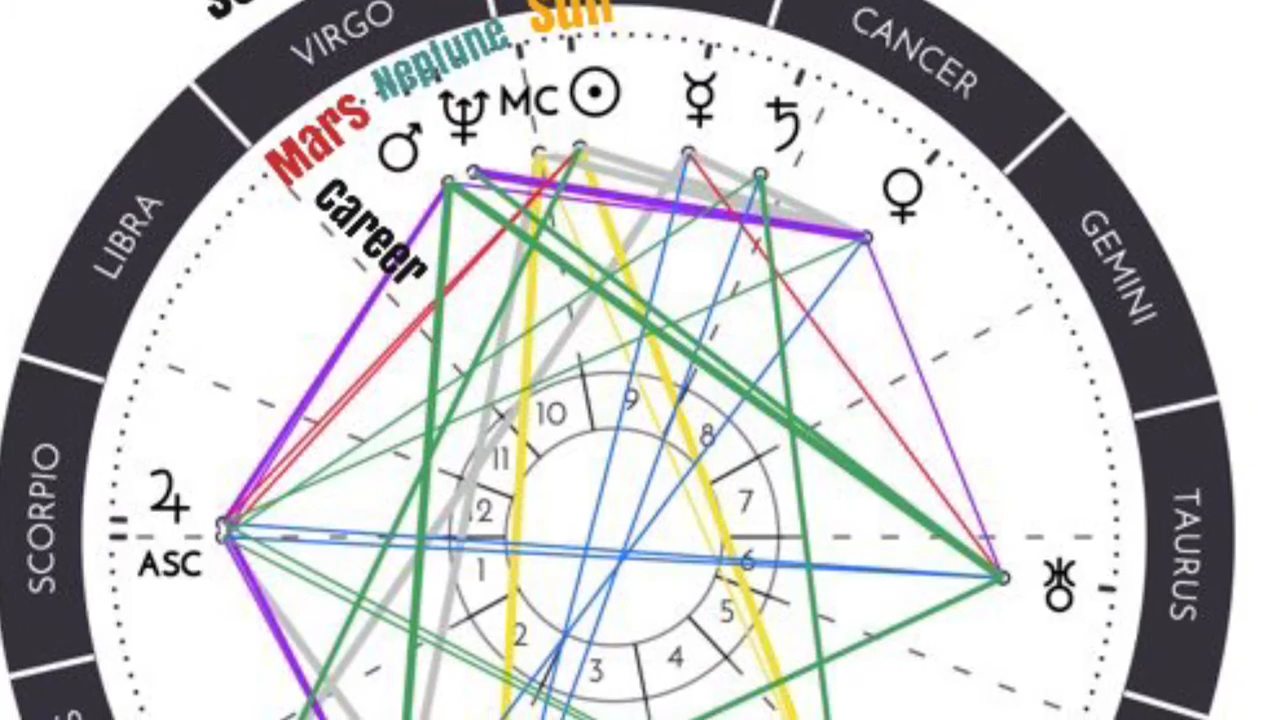 Sun
VIRGO
CANCER
Neptune
MC
Mars
career
LIBRA
GEMINI
10
9
8
11
7
12
SCORPIO
TAURUS
ASC
1
6
5
2
3
4